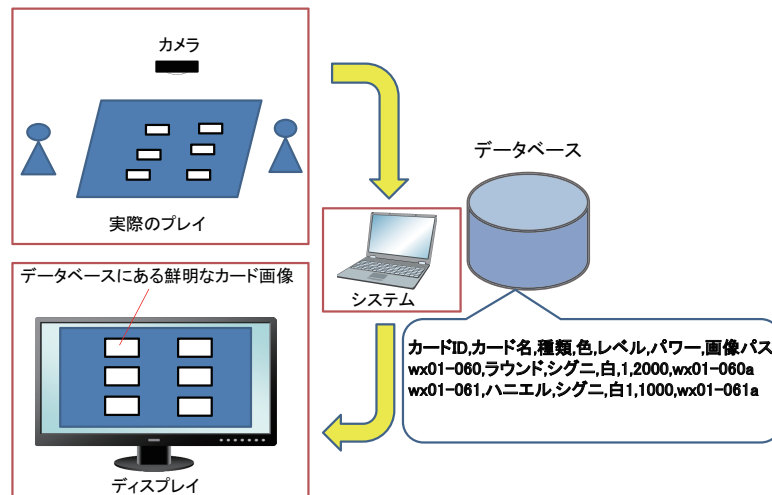 カメラ
実際のプレイ
データベース
システム
データベースにある鮮明なカード画像
ディスプレイ
カードID,カード名,種類,色,レベル,パワー,画像パス
wx01-060,ラウンド,シグニ,白,1,2000,wx01-060a
wx01-061,ハニエル,シグニ,白1,1000,wx01-061a